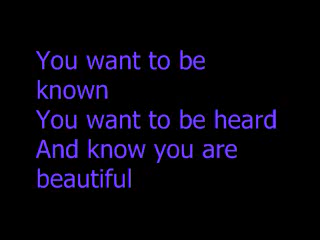 You want to be
known
You want to be heard
And know you are
beautiful